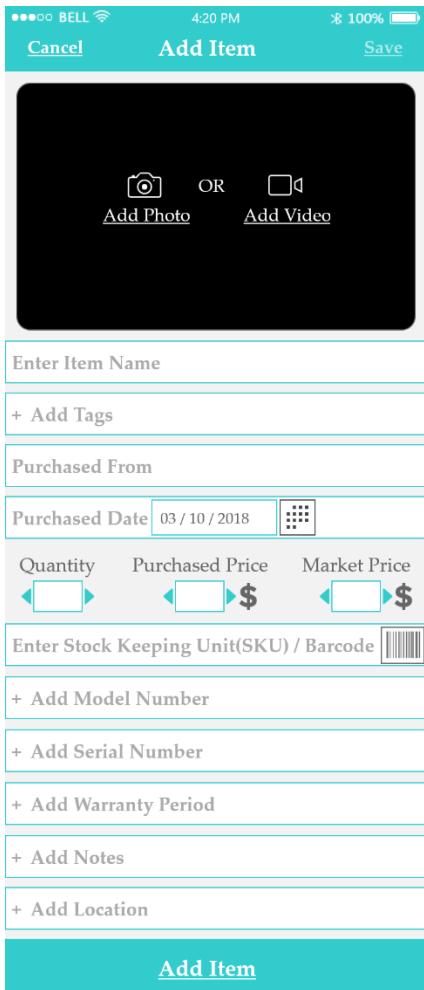 BELL 4:20 PM 100%
Cancel Add Item Save
OR
Add Photo Add Video
Enter Item Name
+ Add Tags
Purchased From
Purchased Date 03 / 10 / 2018
Quantity Purchased Price Market Price
$ $
Enter Stock Keeping Unit(SKU) / Barcode
+ Add Model Number
+ Add Serial Number
+ Add Warranty Period
+ Add Notes
+ Add Location
Add Item